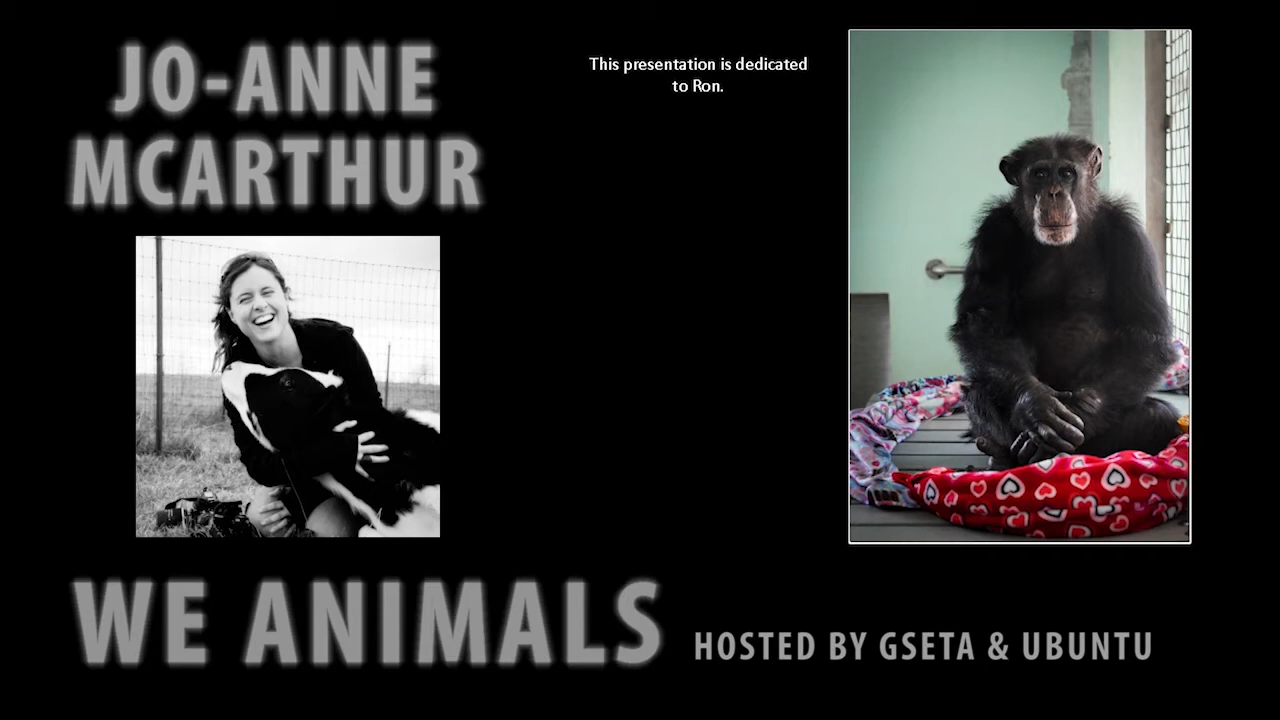 JO-ANNE
MCARTHUR
This presentation is dedicated
to Ron.
WE ANIMALS
HOSTED BY GSETA & UBUNTU